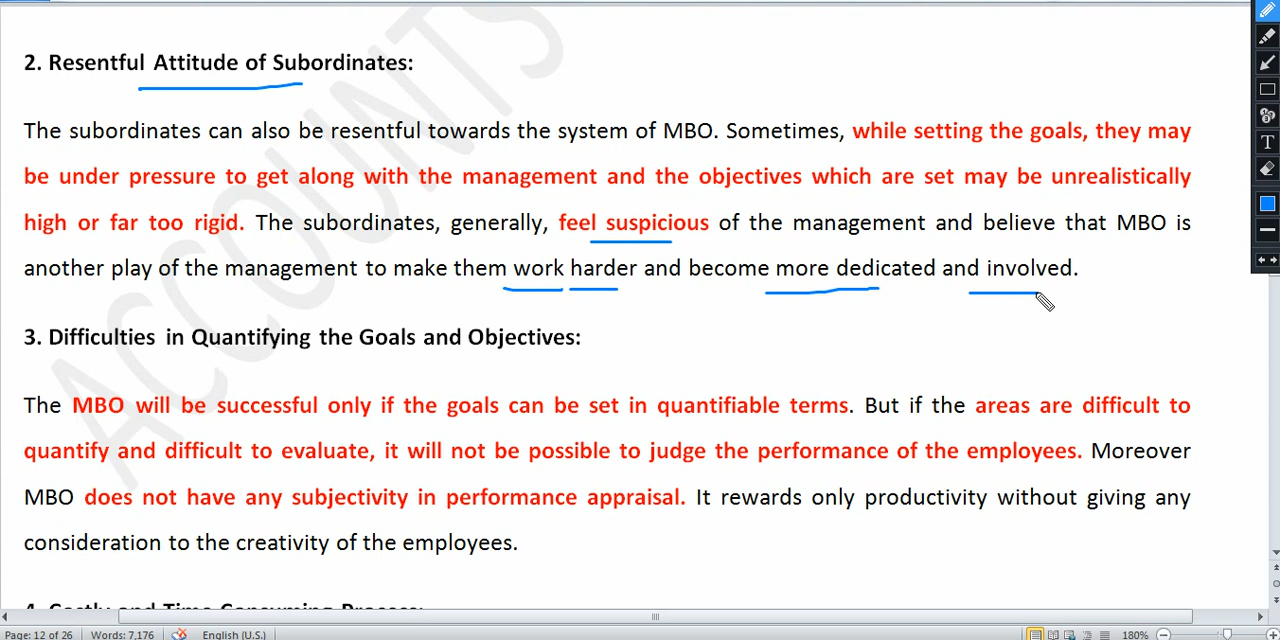 2. Resentful Attitude of Subordinates:
The subordinates can also be resentful towards the system of MBO. Sometimes, while setting the goals, they may
be under pressure to get along with the management and the objectives which are set may be unrealistically
high or far too rigid. The subordinates, generally, feel suspicious of the management and believe that MBO is
another play of the management to make them work harder and become more dedicated and involved.
3. Difficulties in Quantifying the Goals and Objectives:
The MBO will be successful only if the goals can be set in quantifiable terms. But if the areas are difficult to
quantify and difficult to evaluate, it will not be possible to judge the performance of the employees. Moreover
MBO does not have any subjectivity in performance appraisal. It rewards only productivity without giving any
consideration to the creativity of the employees.
4. Costly and Time Consuming Process:
ACCOUNTS
T
Page: 12 of 26 Words: 7,176 English (U.S.) 180%